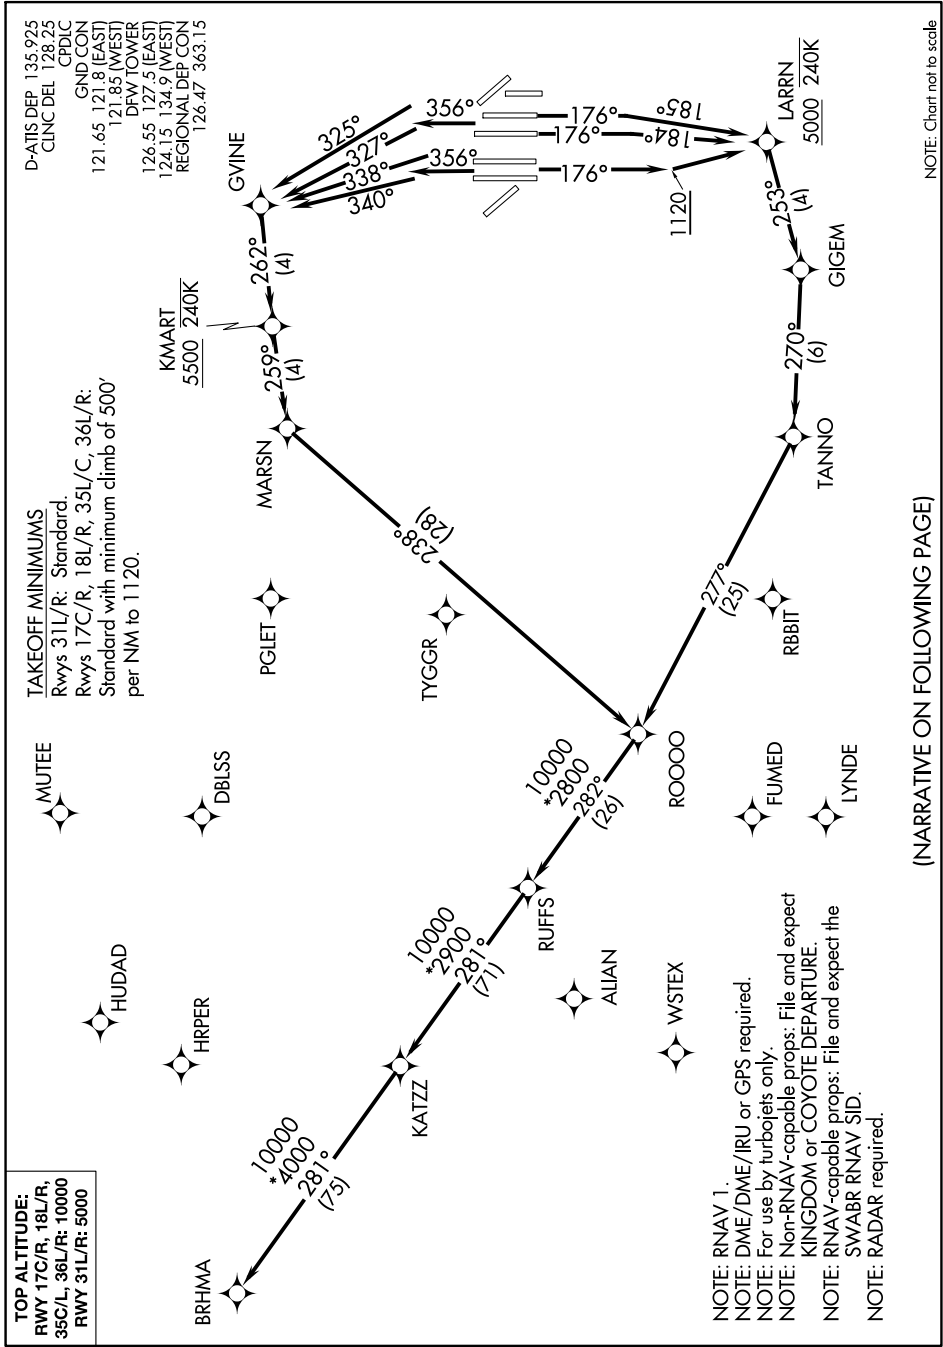 TOP ALTITUDE:
RWY 17C/R, 18L/R,
35C/L, 36L/R: 10000
RWY 31L/R: 5000
TAKEOFF MINIMUMS
Rwys 31L/R: Standard.
Rwys 17C/R, 18L/R, 35L/C, 36L/R:
Standard with minimum climb of 500'
per NM to 1120.
D-ATIS DEP 135.925
CLNC DEL 128.25
CPDLC
GND CON
121.65 121.8 (EAST)
121.85 (WEST)
DFW TOWER
126.55 127.5 (EAST)
124.15 134.9 (WEST)
REGIONAL DEP CON
126.47 363.15
MUTEE
HUDAD
HRPER
DBLSS
PGLET
TYGGR
KMART
5500 240K
GVINE
262°
(4)
259°
(4)
MARSN
238°
(28)
325°
327°
338°
340°
356°
356°
176°
176°
176°
185°
184°
1120
LARRN
5000 240K
253°
(4)
GIGEM
270°
(6)
TANNO
277°
(25)
RBBIT
ROOOO
10000
*2800
282°
(26)
RUFFS
10000
*2900
281°
(71)
KATZZ
10000
*4000
281°
(75)
BRHMA
ALIAN
WSTEX
FUMED
LYNDE
NOTE: RNAV 1.
NOTE: DME/DME/IRU or GPS required.
NOTE: For use by turbojets only.
NOTE: Non-RNAV-capable props: File and expect
KINGDOM or COYOTE DEPARTURE.
NOTE: RNAV-capable props: File and expect the
SWABR RNAV SID.
NOTE: RADAR required.
(NARRATIVE ON FOLLOWING PAGE)
NOTE: Chart not to scale